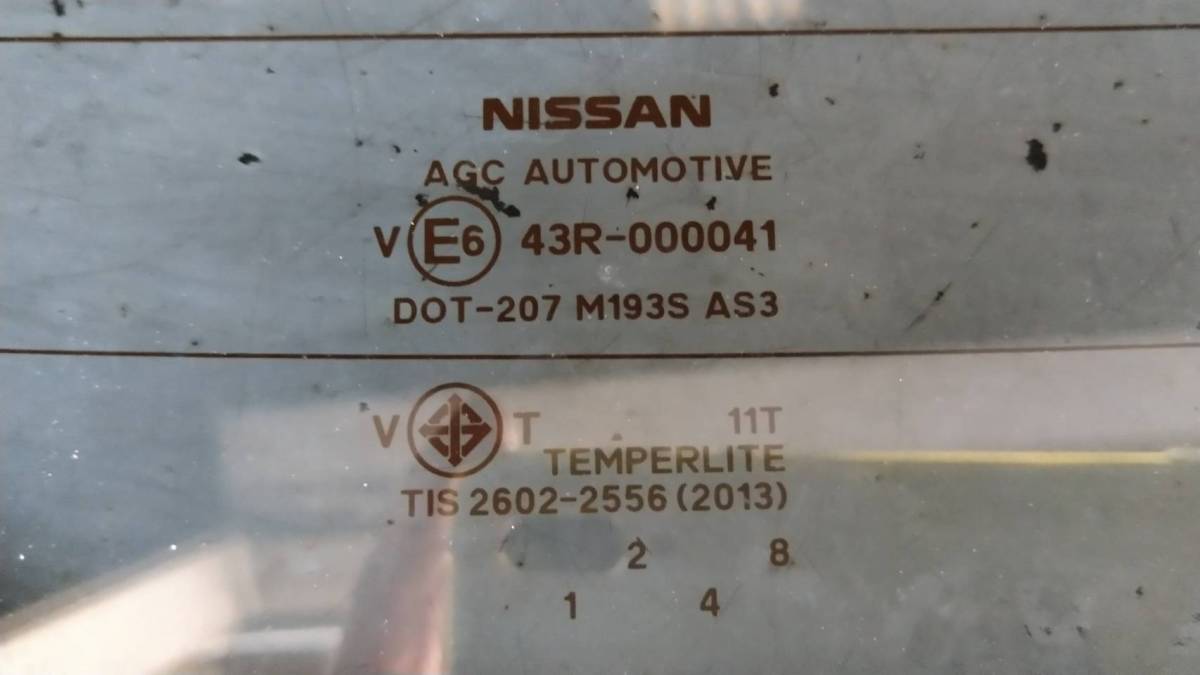 NISSAN
AGC AUTOMOTIVE
V E6 43R-000041
DOT-207 M193S AS3
V T 11T
TEMPERLITE
TIS 2602-2556 (2013)
2 8
1 4